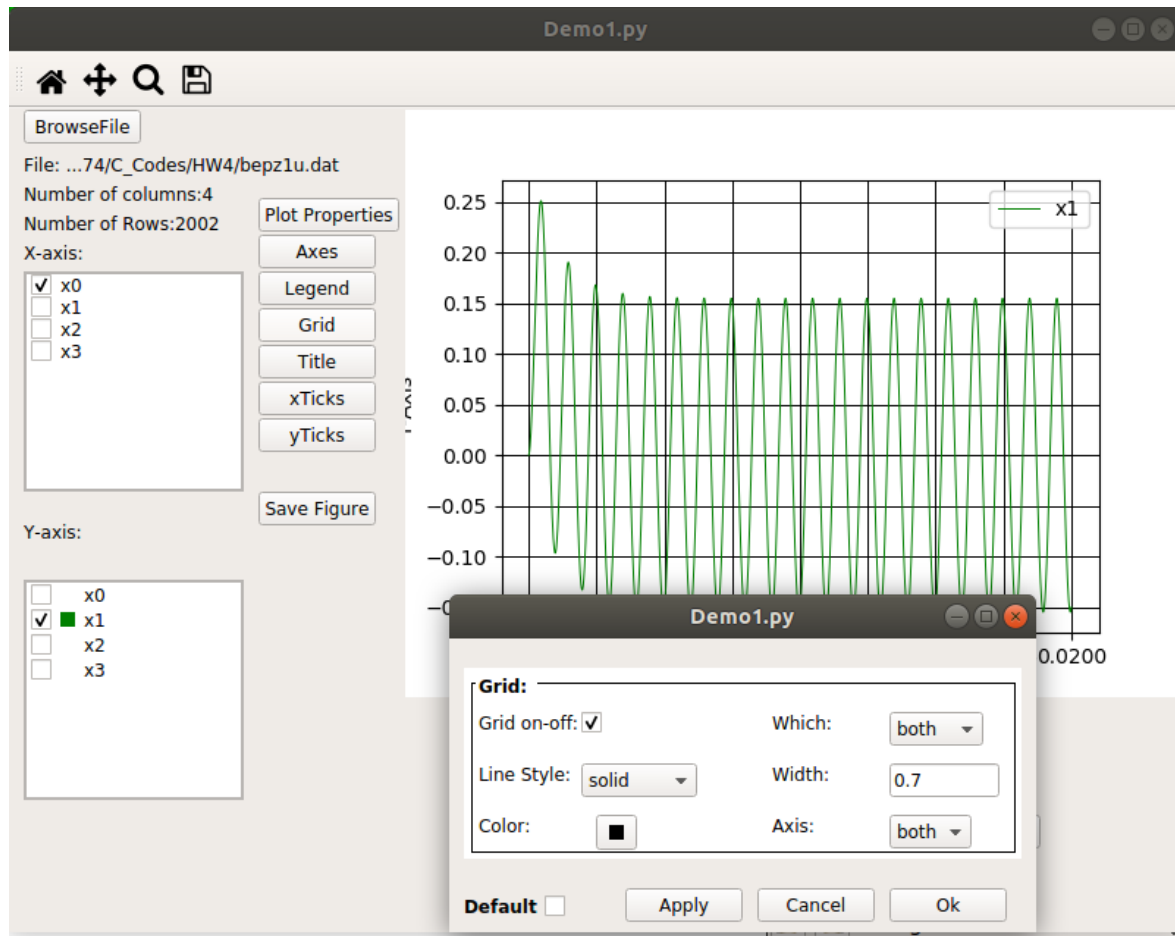 Demo1.py
BrowseFile
File: ...74/C_Codes/HW4/bepz1u.dat
Number of columns:4
Number of Rows:2002
X-axis:
x0
x1
x2
x3
Plot Properties
Axes
Legend
Grid
Title
xTicks
yTicks
Save Figure
Y-axis:
x0
x1
x2
x3
x1
0.25
0.20
0.15
0.10
0.05
0.00
−0.05
−0.10
0.0200
Demo1.py
Grid:
Grid on-off:
Which: both
Line Style: solid
Width: 0.7
Color:
Axis: both
Default
Apply
Cancel
Ok